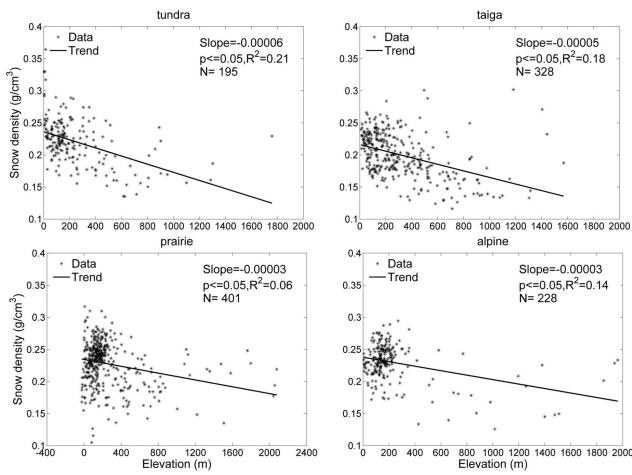 tundra
taiga
0.4
0.35
0.3
0.25
0.2
0.15
0.1
Snow density (g/cm³)
Data
Trend
Slope=-0.00006
p<=0.05,R²=0.21
N= 195
0 200 400 600 800 1000 1200 1400 1600 1800 2000
0.4
0.35
0.3
0.25
0.2
0.15
0.1
Data
Trend
Slope=-0.00005
p<=0.05,R²=0.18
N= 328
0 200 400 600 800 1000 1200 1400 1600 1800 2000
prairie
alpine
0.4
0.35
0.3
0.25
0.2
0.15
0.1
Snow density (g/cm³)
Data
Trend
Slope=-0.00003
p<=0.05,R²=0.06
N= 401
-400 0 400 800 1200 1600 2000 2400
Elevation (m)
0.4
0.35
0.3
0.25
0.2
0.15
0.1
Data
Trend
Slope=-0.00003
p<=0.05,R²=0.14
N= 228
0 200 400 600 800 1000 1200 1400 1600 1800 2000
Elevation (m)